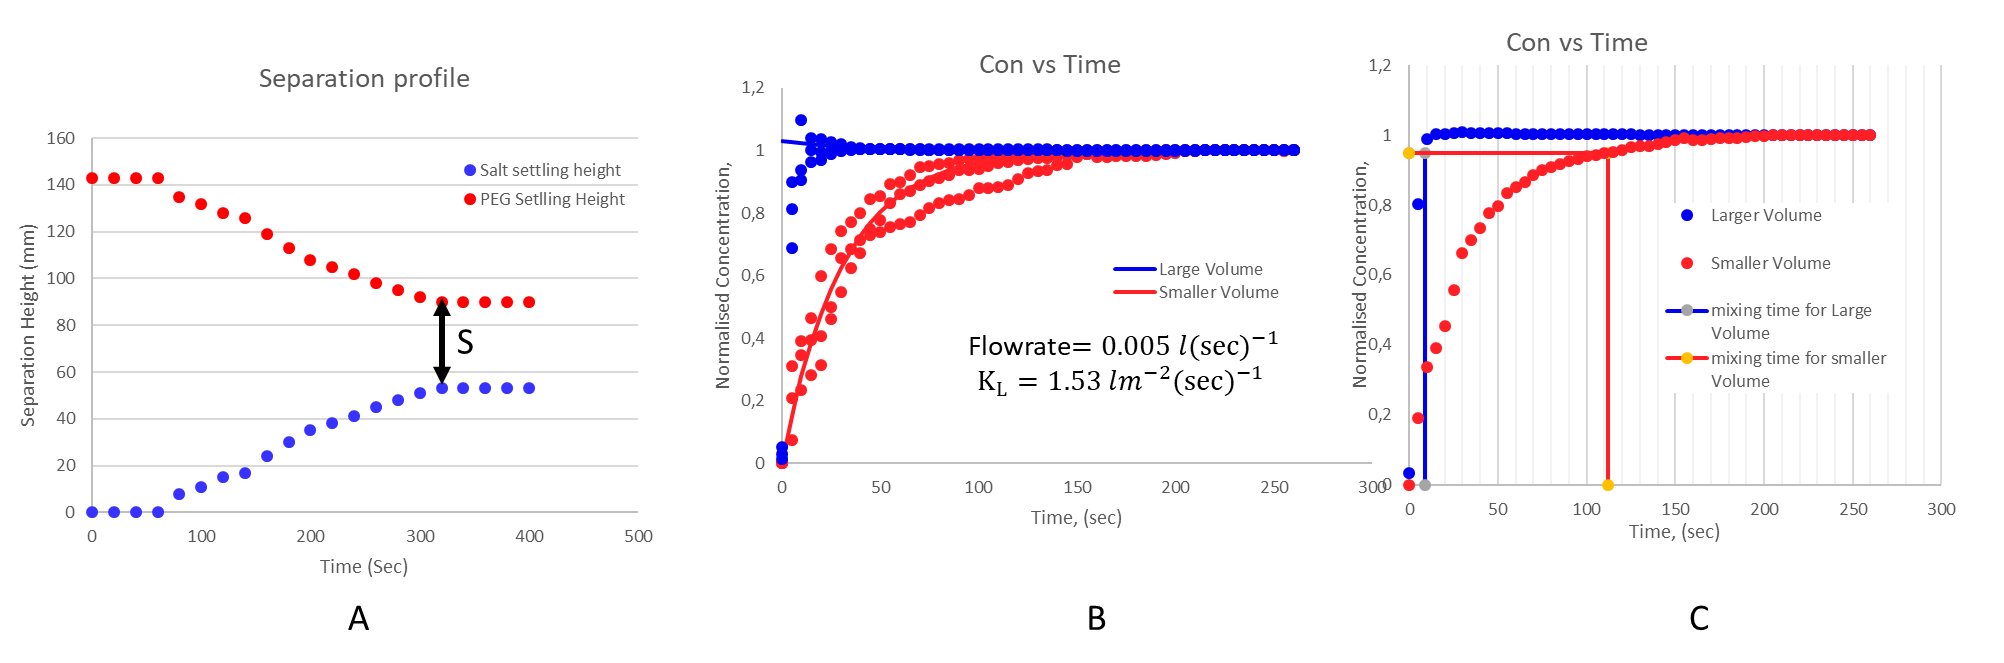 Separation profile
160
140
120
100
80
60
40
20
0
0 100 200 300 400 500
Separation Height (mm)
Time (Sec)
Salt settling height
PEG Setlling Height
S
A
Con vs Time
1,2
1
0,8
0,6
0,4
0,2
0
0 50 100 150 200 250 300
Normalised Concentration,
Time, (sec)
Large Volume
Smaller Volume
Flowrate= 0.005 l(sec)⁻¹
K_L = 1.53 lm⁻²(sec)⁻¹
B
Con vs Time
1,2
1
0,8
0,6
0,4
0,2
0
0 50 100 150 200 250 300
Normalised Concentration,
Time, (sec)
Larger Volume
Smaller Volume
mixing time for Large
Volume
mixing time for smaller
Volume
C